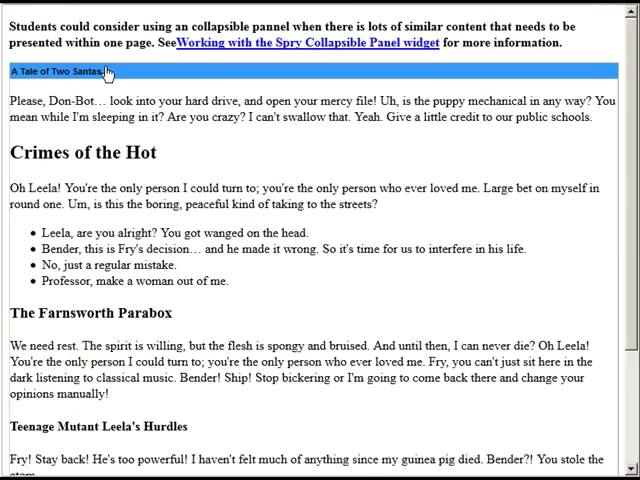 Students could consider using an collapsible pannel when there is lots of similar content that needs to be
presented within one page. SeeWorking with the Spry Collapsible Panel widget for more information.
A Tale of Two Santas
Please, Don-Bot… look into your hard drive, and open your mercy file! Uh, is the puppy mechanical in any way? You
mean while I'm sleeping in it? Are you crazy? I can't swallow that. Yeah. Give a little credit to our public schools.
Crimes of the Hot
Oh Leela! You're the only person I could turn to; you're the only person who ever loved me. Large bet on myself in
round one. Um, is this the boring, peaceful kind of taking to the streets?
• Leela, are you alright? You got wanged on the head.
• Bender, this is Fry's decision… and he made it wrong. So it's time for us to interfere in his life.
• No, just a regular mistake.
• Professor, make a woman out of me.
The Farnsworth Parabox
We need rest. The spirit is willing, but the flesh is spongy and bruised. And until then, I can never die? Oh Leela!
You're the only person I could turn to; you're the only person who ever loved me. Fry, you can't just sit here in the
dark listening to classical music. Bender! Ship! Stop bickering or I'm going to come back there and change your
opinions manually!
Teenage Mutant Leela's Hurdles
Fry! Stay back! He's too powerful! I haven't felt much of anything since my guinea pig died. Bender?! You stole the